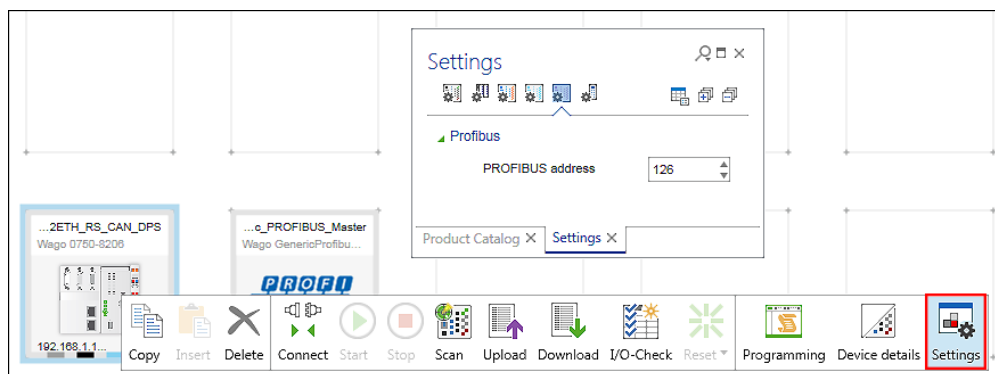 Settings
Profibus
PROFIBUS address
126
Product Catalog
Settings
...2ETH_RS_CAN_DPS
Wago 0750-8206
192.168.1.1...
...c_PROFIBUS_Master
Wago GenericProfibu...
PROFI
Copy
Insert
Delete
Connect
Start
Stop
Scan
Upload
Download
I/O-Check
Reset
Programming
Device details
Settings